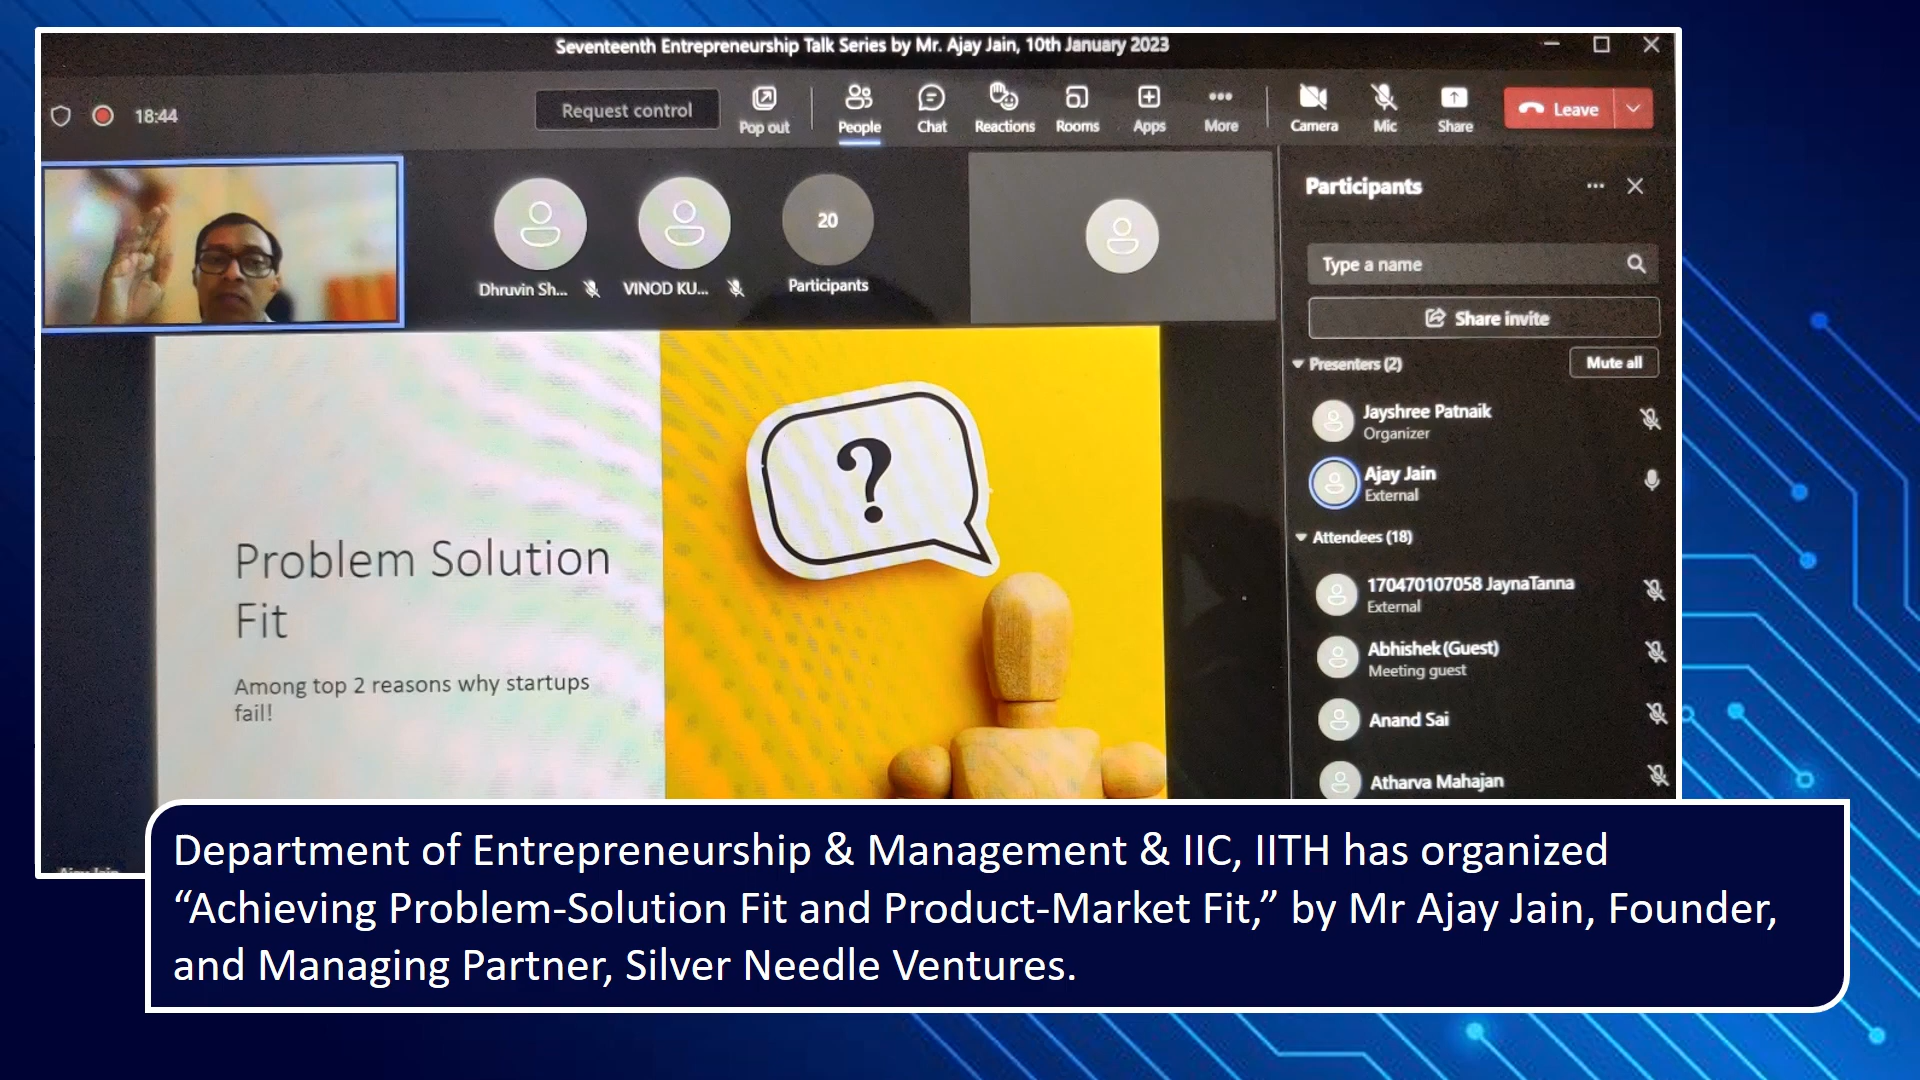 Seventeenth Entrepreneurship Talk Series by Mr. Ajay Jain, 10th January 2023
18:44
Request control
Pop out
People
Chat
Reactions
Rooms
Apps
More
Camera
Mic
Share
Leave
Dhruvin Sh...
VINOD KU...
20
Participants
Participants
Type a name
Share invite
Presenters (2)
Mute all
Jayshree Patnaik
Organizer
Ajay Jain
External
Attendees (18)
170470107058 JaynaTanna
External
Abhishek (Guest)
Meeting guest
Anand Sai
Atharva Mahajan
Problem Solution
Fit
Among top 2 reasons why startups
fail!
?
Ajay Jain
Department of Entrepreneurship & Management & IIC, IITH has organized
“Achieving Problem-Solution Fit and Product-Market Fit,” by Mr Ajay Jain, Founder,
and Managing Partner, Silver Needle Ventures.